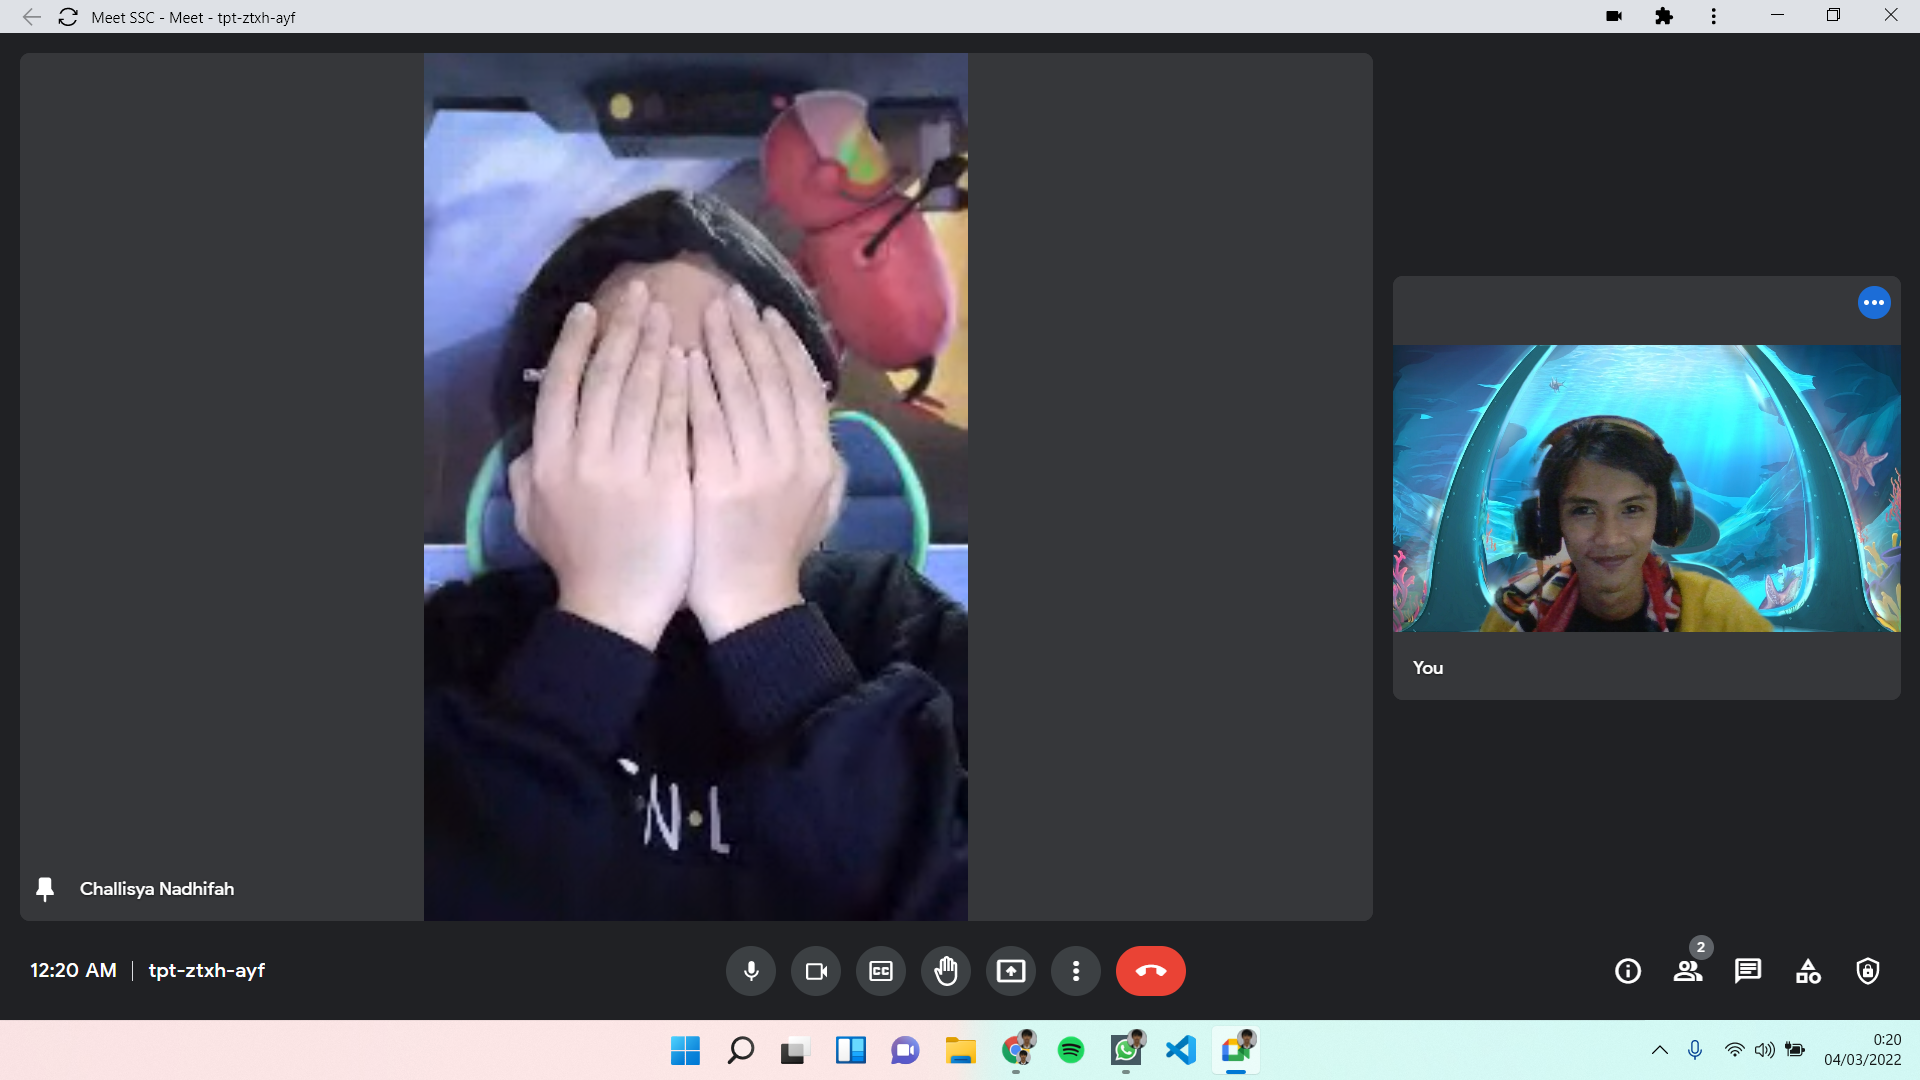 Meet SSC - Meet - tpt-ztxh-ayf
N·L
Challisya Nadhifah
You
12:20 AM | tpt-ztxh-ayf
CC
2
0:20
04/03/2022